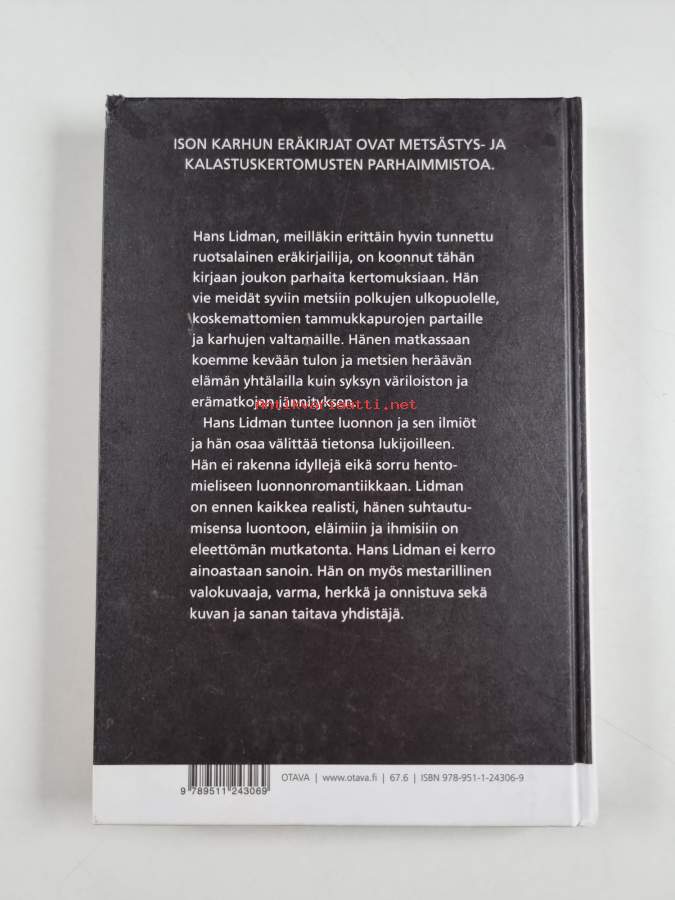 ISON KARHUN ERÄKIRJAT OVAT METSÄSTYS- JA
KALASTUSKERTOMUSTEN PARHAIMMISTOA.
Hans Lidman, meilläkin erittäin hyvin tunnettu
ruotsalainen eräkirjailija, on koonnut tähän
kirjaan joukon parhaita kertomuksiaan. Hän
vie meidät syviin metsiin polkujen ulkopuolelle,
koskemattomien tammukkapurojen partaille
ja karhujen valtamaille. Hänen matkassaan
koemme kevään tulon ja metsien heräävän
elämän yhtälailla kuin syksyn väriloiston ja
erämatkojen jännityksen.
Antikvariaatti.net
Hans Lidman tuntee luonnon ja sen ilmiöt
ja hän osaa välittää tietonsa lukijoilleen.
Hän ei rakenna idyllejä eikä sorru hento-
mieliseen luonnonromantiikkaan. Lidman
on ennen kaikkea realisti, hänen suhtautu-
misensa luontoon, eläimiin ja ihmisiin on
eleettömän mutkatonta. Hans Lidman ei kerro
ainoastaan sanoin. Hän on myös mestarillinen
valokuvaaja, varma, herkkä ja onnistuva sekä
kuvan ja sanan taitava yhdistäjä.
OTAVA | www.otava.fi | 67.6 | ISBN 978-951-1-24306-9
9 789511 243069